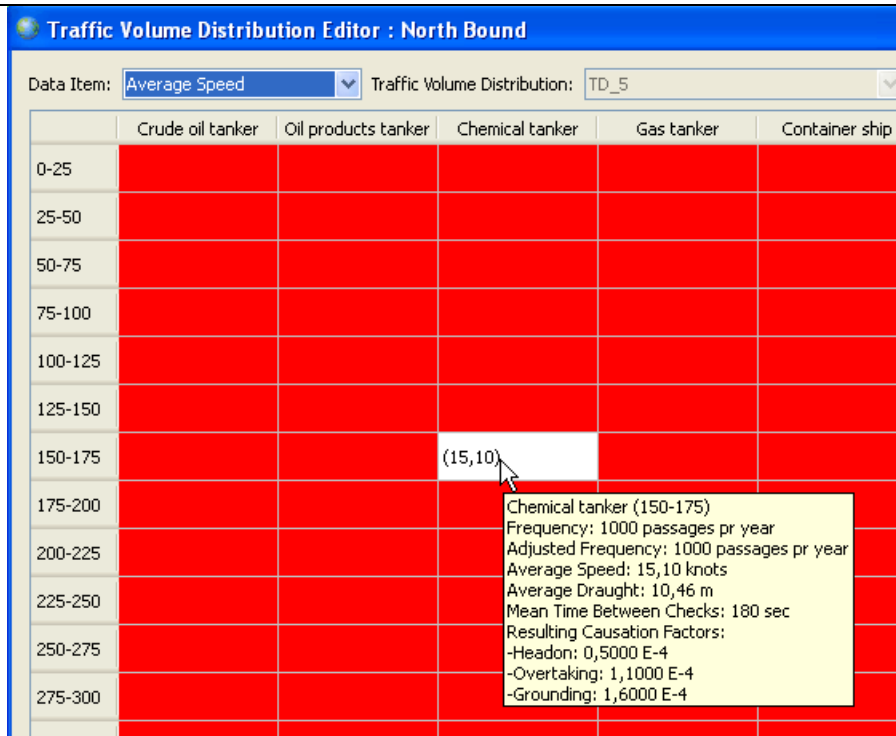 Traffic Volume Distribution Editor : North Bound
Data Item: Average Speed Traffic Volume Distribution: TD_5
Crude oil tanker Oil products tanker Chemical tanker Gas tanker Container ship
0-25
25-50
50-75
75-100
100-125
125-150
150-175 (15,10)
175-200
200-225
225-250
250-275
275-300
Chemical tanker (150-175)
Frequency: 1000 passages pr year
Adjusted Frequency: 1000 passages pr year
Average Speed: 15,10 knots
Average Draught: 10,46 m
Mean Time Between Checks: 180 sec
Resulting Causation Factors:
-Headon: 0,5000 E-4
-Overtaking: 1,1000 E-4
-Grounding: 1,6000 E-4